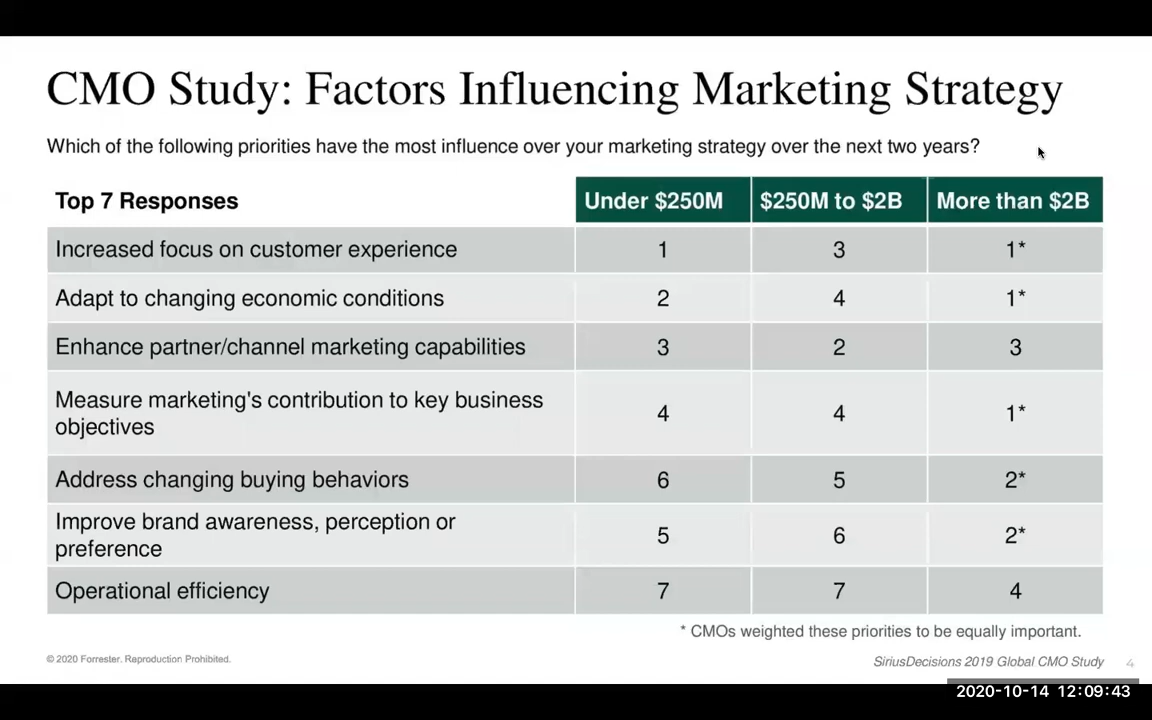 CMO Study: Factors Influencing Marketing Strategy
Which of the following priorities have the most influence over your marketing strategy over the next two years?
Top 7 Responses Under $250M $250M to $2B More than $2B
Increased focus on customer experience 1 3 1*
Adapt to changing economic conditions 2 4 1*
Enhance partner/channel marketing capabilities 3 2 3
Measure marketing's contribution to key business
objectives 4 4 1*
Address changing buying behaviors 6 5 2*
Improve brand awareness, perception or
preference 5 6 2*
Operational efficiency 7 7 4
* CMOs weighted these priorities to be equally important.
© 2020 Forrester. Reproduction Prohibited.
SiriusDecisions 2019 Global CMO Study 4
2020-10-14 12:09:43